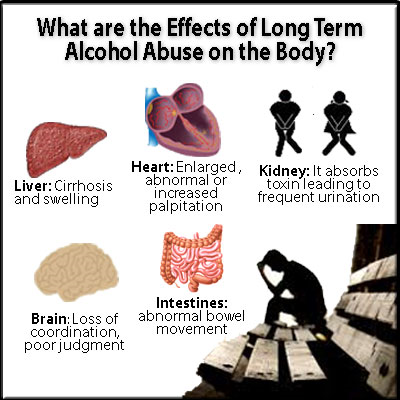 What are the Effects of Long Term
Alcohol Abuse on the Body?
Liver: Cirrhosis
and swelling
Heart: Enlarged ,
abnormal or
increased
palpitation
Kidney: It absorbs
toxin leading to
frequent urination
Brain: Loss of
coordination,
poor judgment
Intestines:
abnormal bowel
movement